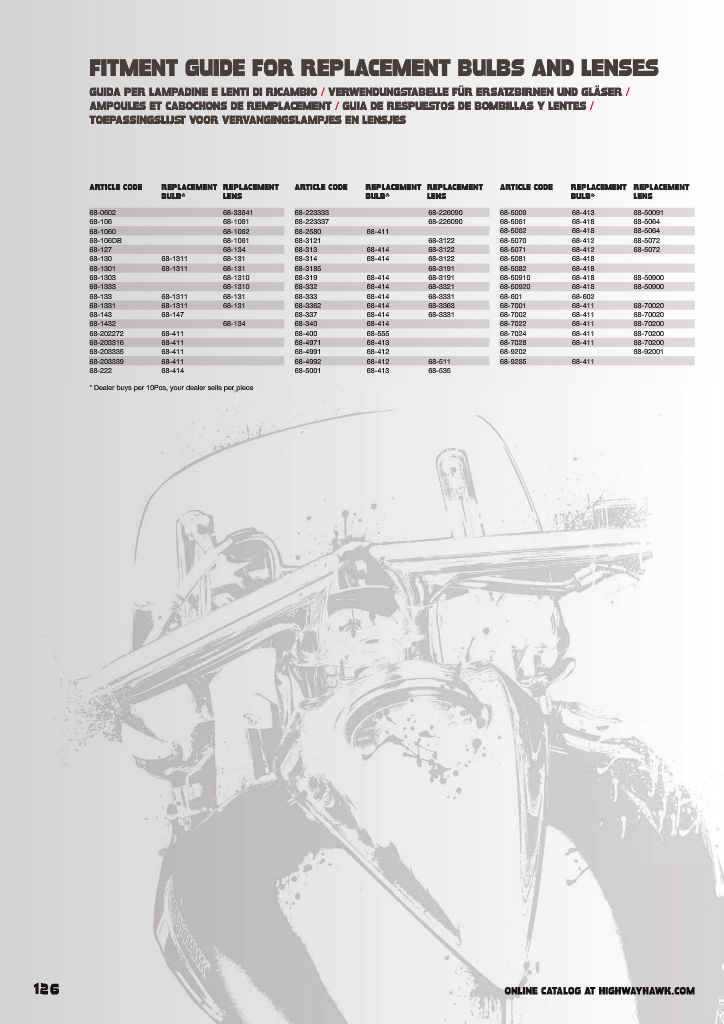 FITMENT GUIDE FOR REPLACEMENT BULBS AND LENSES
GUIDA PER LAMPADINE E LENTI DI RICAMBIO / VERWENDUNGSTABELLE FÜR ERSATZBIRNEN UND GLÄSER /
AMPOULES ET CABOCHONS DE REMPLACEMENT / GUIA DE RESPUESTOS DE BOMBILLAS Y LENTES /
TOEPASSINGSLIJST VOOR VERVANGINGSLAMPJES EN LENSJES
ARTICLE CODE REPLACEMENT BULB* REPLACEMENT LENS
68-0602 68-33641
68-106 68-1061
68-1060 68-1062
68-106DB 68-1061
68-127 68-134
68-130 68-1311 68-131
68-1301 68-1311 68-131
68-1303 68-1310
68-1333 68-1310
68-133 68-1311 68-131
68-1331 68-1311 68-131
68-143 68-147
68-1432 68-134
68-202272 68-411
68-203316 68-411
68-203335 68-411
68-203339 68-411
68-222 68-414
ARTICLE CODE REPLACEMENT BULB* REPLACEMENT LENS
68-223333 68-226090
68-223337 68-226090
68-2580 68-411
68-3121 68-3122
68-313 68-414 68-3122
68-314 68-414 68-3122
68-3185 68-3191
68-319 68-414 68-3191
68-332 68-414 68-3321
68-333 68-414 68-3331
68-3362 68-414 68-3363
68-337 68-414 68-3331
68-340 68-414
68-400 68-555
68-4971 68-413
68-4991 68-412
68-4992 68-412 68-511
68-5001 68-413 68-535
ARTICLE CODE REPLACEMENT BULB* REPLACEMENT LENS
68-5009 68-413 68-50091
68-5061 68-418 68-5064
68-5062 68-418 68-5064
68-5070 68-412 68-5072
68-5071 68-412 68-5072
68-5081 68-418
68-5082 68-418
68-50910 68-418 68-50900
68-50920 68-418 68-50900
68-601 68-602
68-7001 68-411 68-70020
68-7002 68-411 68-70020
68-7022 68-411 68-70200
68-7024 68-411 68-70200
68-7028 68-411 68-70200
68-9202 68-92001
68-9285 68-411
* Dealer buys per 10Pcs, your dealer sells per piece
126
ONLINE CATALOG AT HIGHWAYHAWK.COM